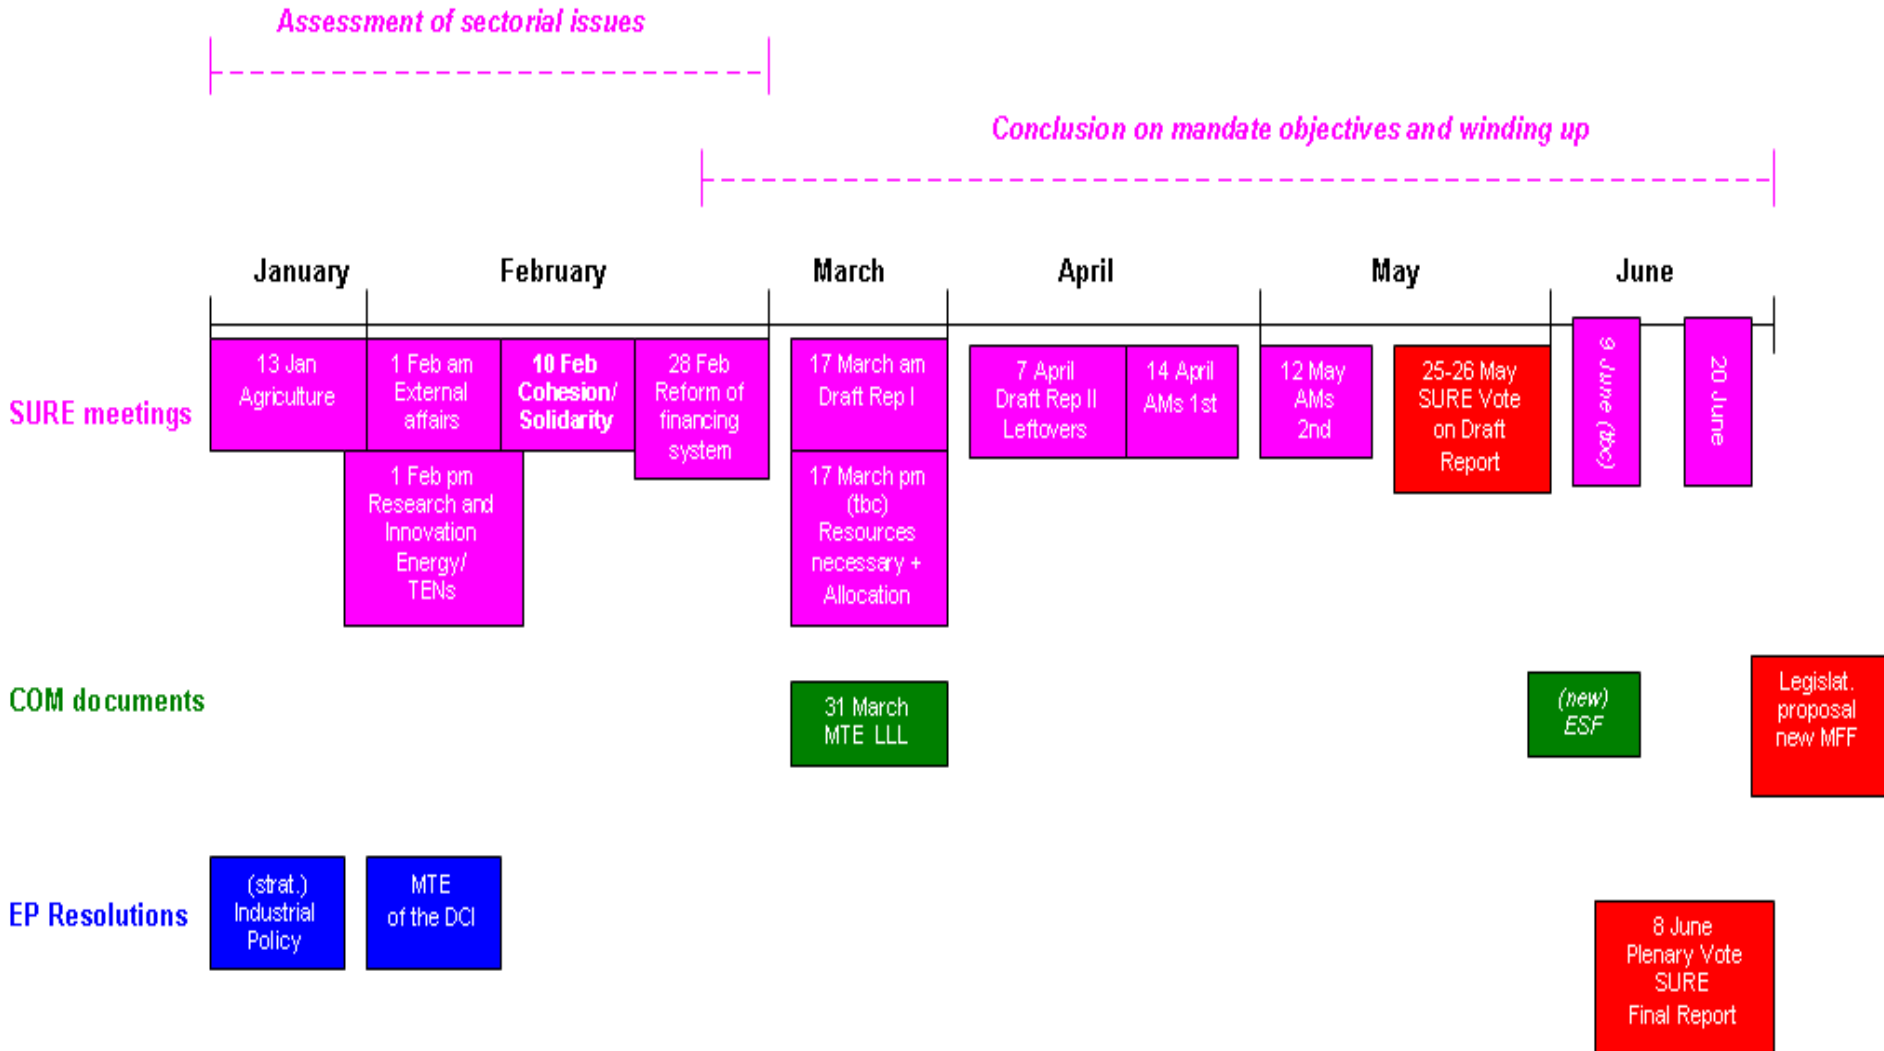 Assessment of sectorial issues
Conclusion on mandate objectives and winding up
January
February
March
April
May
June
SURE meetings
13 Jan
Agriculture
1 Feb am
External
affairs
10 Feb
Cohesion/
Solidarity
28 Feb
Reform of
financing
system
17 March am
Draft Rep I
7 April
Draft Rep II
Leftovers
14 April
AMs 1st
12 May
AMs
2nd
25-26 May
SURE Vote
on Draft
Report
9 June (tbc)
20 June
1 Feb pm
Research and
Innovation
Energy/
TENs
17 March pm
(tbc)
Resources
necessary +
Allocation
COM documents
31 March
MTE LLL
(new)
ESF
Legislat.
proposal
new MFF
EP Resolutions
(strat.)
Industrial
Policy
MTE
of the DCI
8 June
Plenary Vote
SURE
Final Report